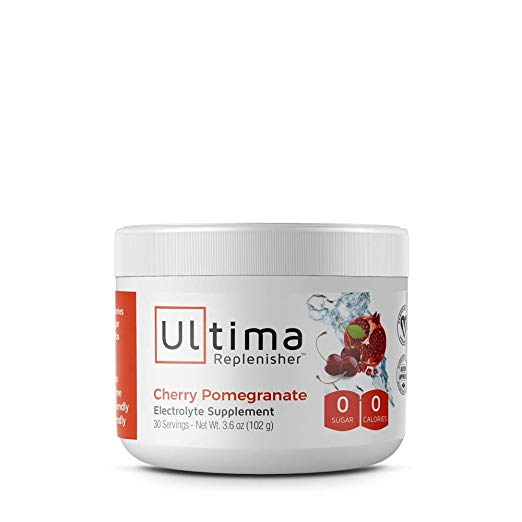 Ultima
Replenisher™
Cherry Pomegranate
Electrolyte Supplement
30 Servings - Net Wt. 3.6 oz (102 g)
0
SUGAR
0
CALORIES